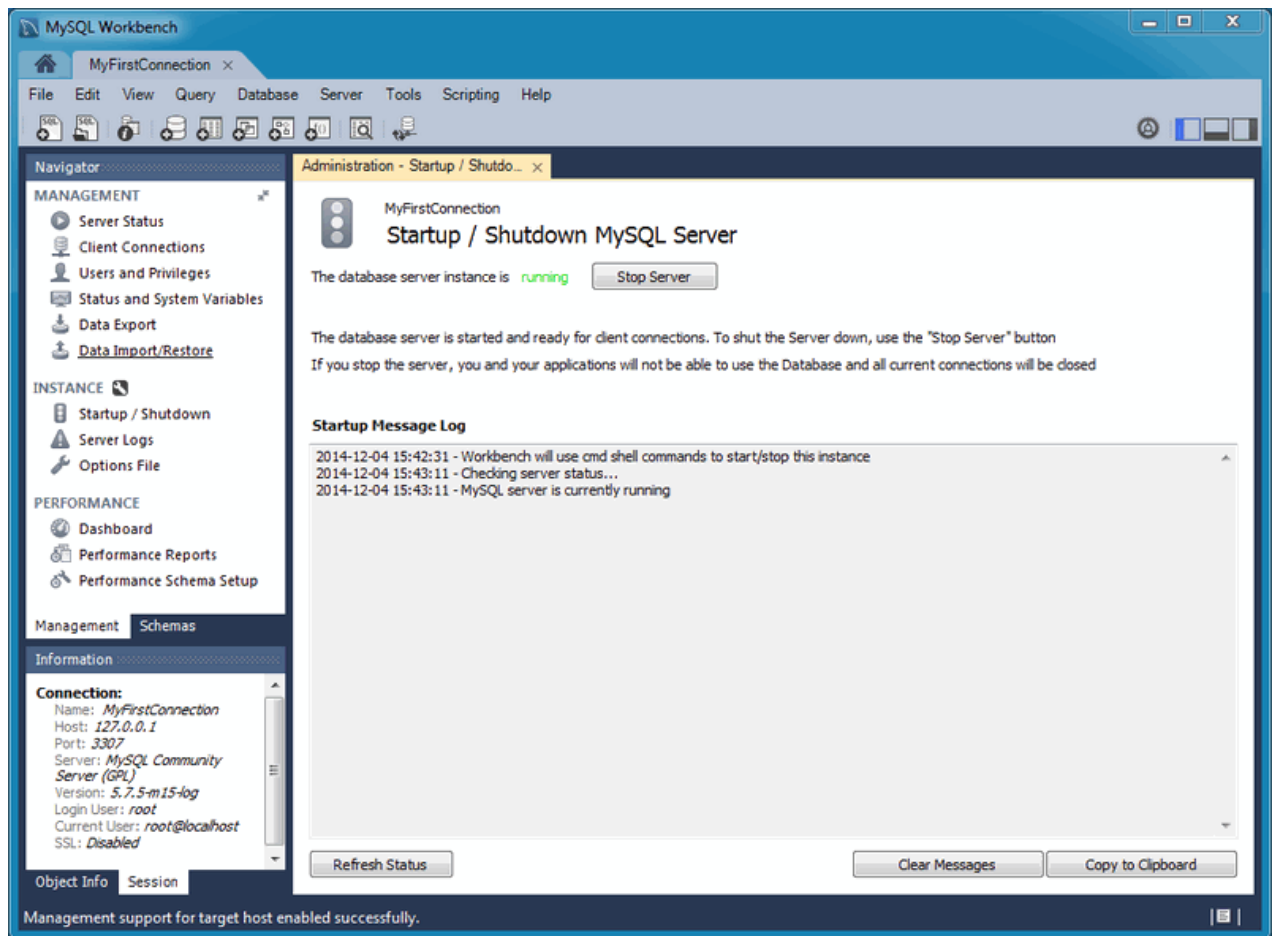 MySQL Workbench
MyFirstConnection
File Edit View Query Database Server Tools Scripting Help
Navigator
MANAGEMENT
Server Status
Client Connections
Users and Privileges
Status and System Variables
Data Export
Data Import/Restore
INSTANCE
Startup / Shutdown
Server Logs
Options File
PERFORMANCE
Dashboard
Performance Reports
Performance Schema Setup
Management Schemas
Information
Connection:
Name: MyFirstConnection
Host: 127.0.0.1
Port: 3307
Server: MySQL Community
Server (GPL)
Version: 5.7.5-m15-log
Login User: root
Current User: root@localhost
SSL: Disabled
Object Info Session
Administration - Startup / Shutdo...
MyFirstConnection
Startup / Shutdown MySQL Server
The database server instance is running Stop Server
The database server is started and ready for client connections. To shut the Server down, use the "Stop Server" button
If you stop the server, you and your applications will not be able to use the Database and all current connections will be closed
Startup Message Log
2014-12-04 15:42:31 - Workbench will use cmd shell commands to start/stop this instance
2014-12-04 15:43:11 - Checking server status...
2014-12-04 15:43:11 - MySQL server is currently running
Refresh Status Clear Messages Copy to Clipboard
Management support for target host enabled successfully.